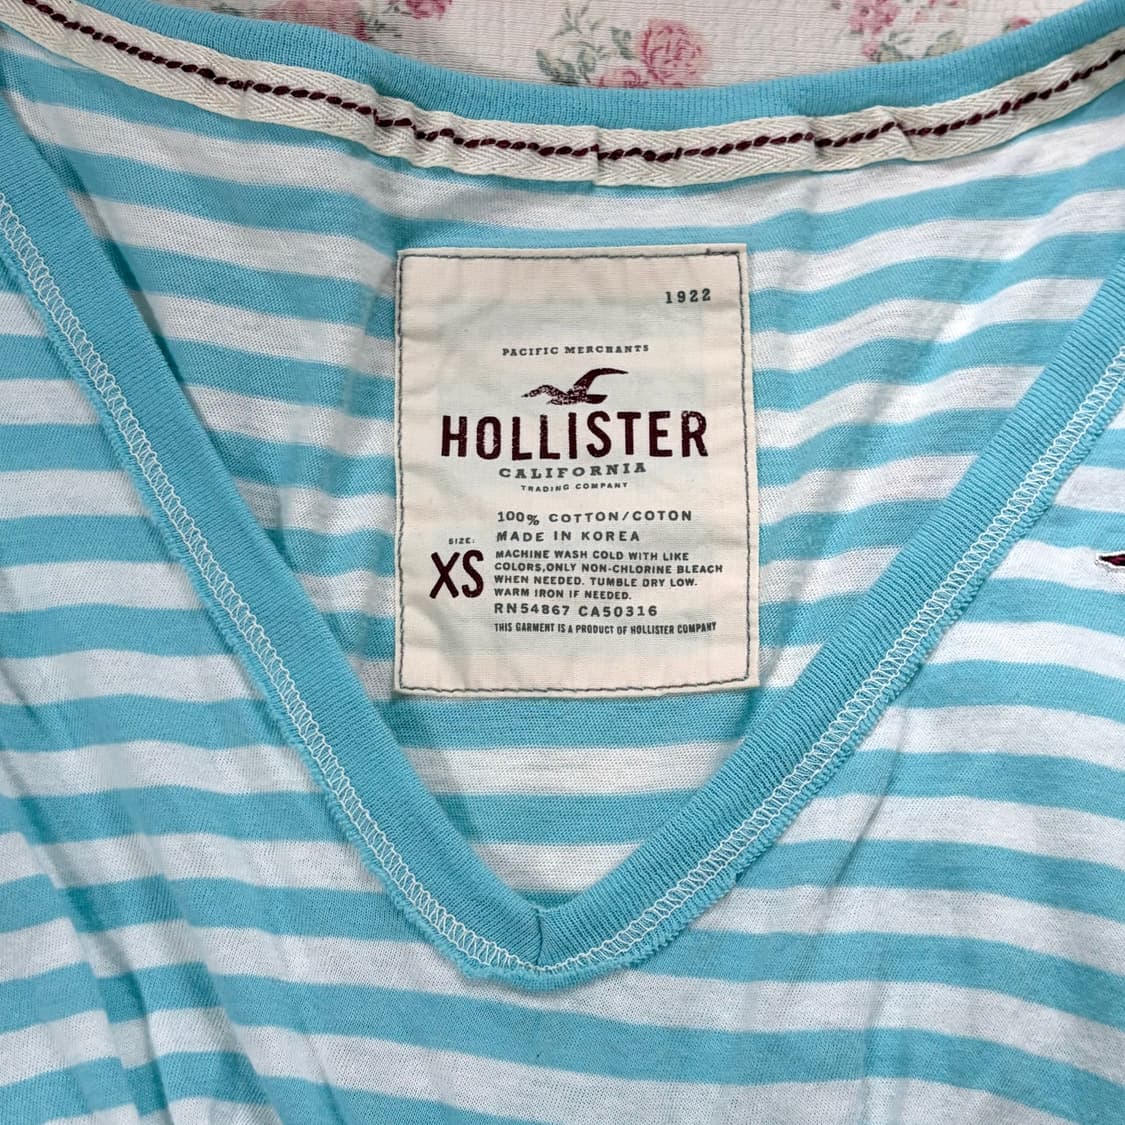 1922
PACIFIC MERCHANTS
HOLLISTER
CALIFORNIA
TRADING COMPANY
100% COTTON/COTON
MADE IN KOREA
SIZE:
XS
MACHINE WASH COLD WITH LIKE
COLORS,ONLY NON-CHLORINE BLEACH
WHEN NEEDED. TUMBLE DRY LOW.
WARM IRON IF NEEDED.
RN54867 CA50316
THIS GARMENT IS A PRODUCT OF HOLLISTER COMPANY